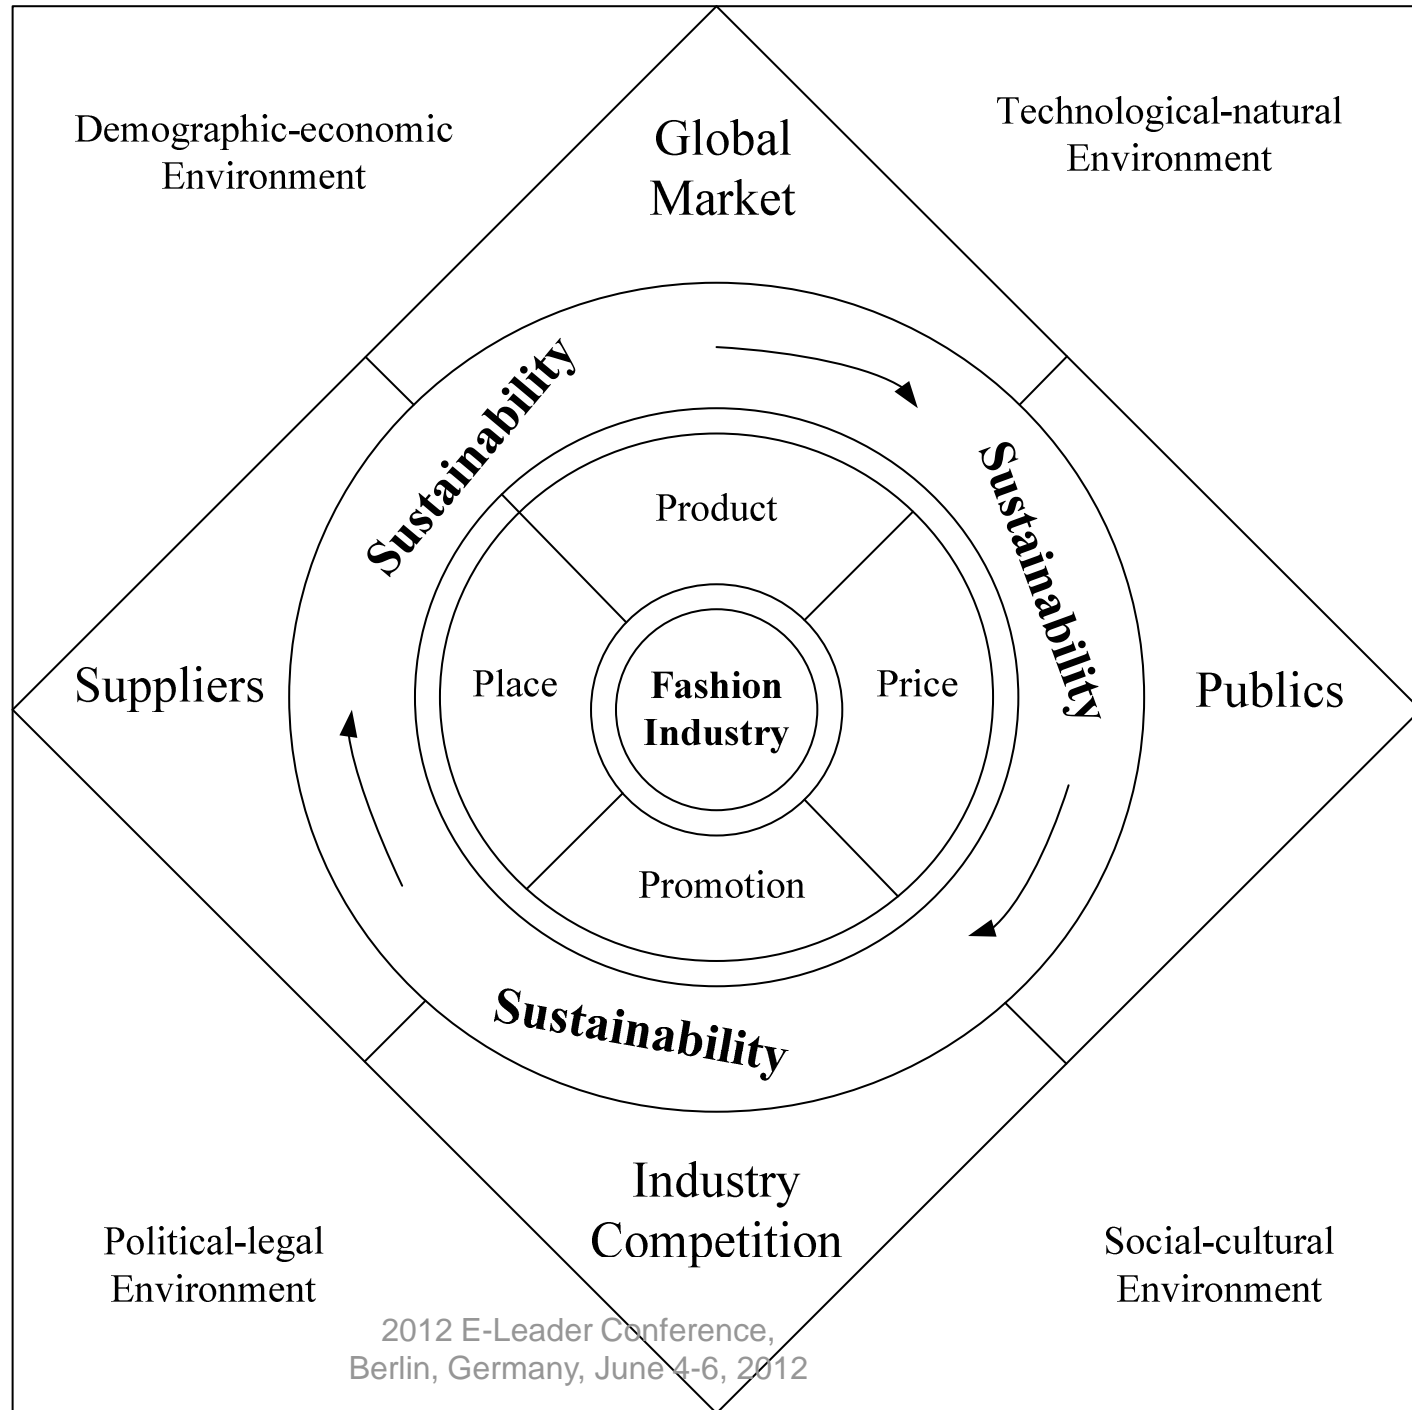 Demographic-economic
Environment
Global
Market
Technological-natural
Environment
Sustainability
Sustainability
Product
Suppliers
Place
Fashion
Industry
Price
Publics
Promotion
Sustainability
Industry
Competition
Political-legal
Environment
Social-cultural
Environment
2012 E-Leader Conference,
Berlin, Germany, June 4-6, 2012